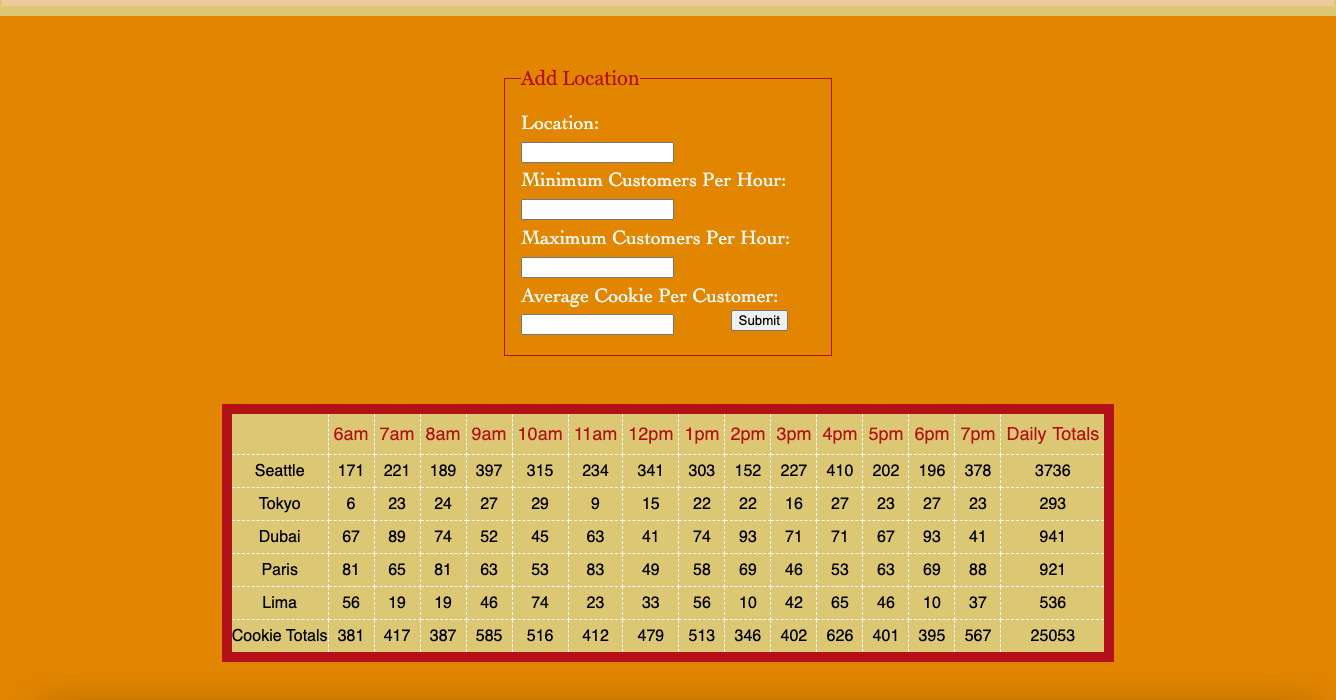 Add Location
Location:
Minimum Customers Per Hour:
Maximum Customers Per Hour:
Average Cookie Per Customer:
Submit
6am 7am 8am 9am 10am 11am 12pm 1pm 2pm 3pm 4pm 5pm 6pm 7pm Daily Totals
Seattle 171 221 189 397 315 234 341 303 152 227 410 202 196 378 3736
Tokyo 6 23 24 27 29 9 15 22 22 16 27 23 27 23 293
Dubai 67 89 74 52 45 63 41 74 93 71 71 67 93 41 941
Paris 81 65 81 63 53 83 49 58 69 46 53 63 69 88 921
Lima 56 19 19 46 74 23 33 56 10 42 65 46 10 37 536
Cookie Totals 381 417 387 585 516 412 479 513 346 402 626 401 395 567 25053